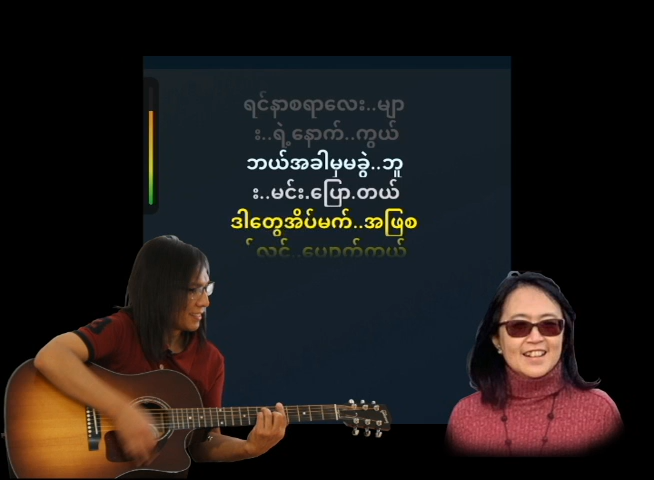 ရင်နာစရာလေး..မျာ
း..ရဲ့နောက်..ကွယ်
ဘယ်အခါမှမခွဲ..ဘူ
း..မင်း.ပြော.တယ်
ဒါတွေအိပ်မက်..အဖြစ
်လွင်..ပျောက်ကွယ်